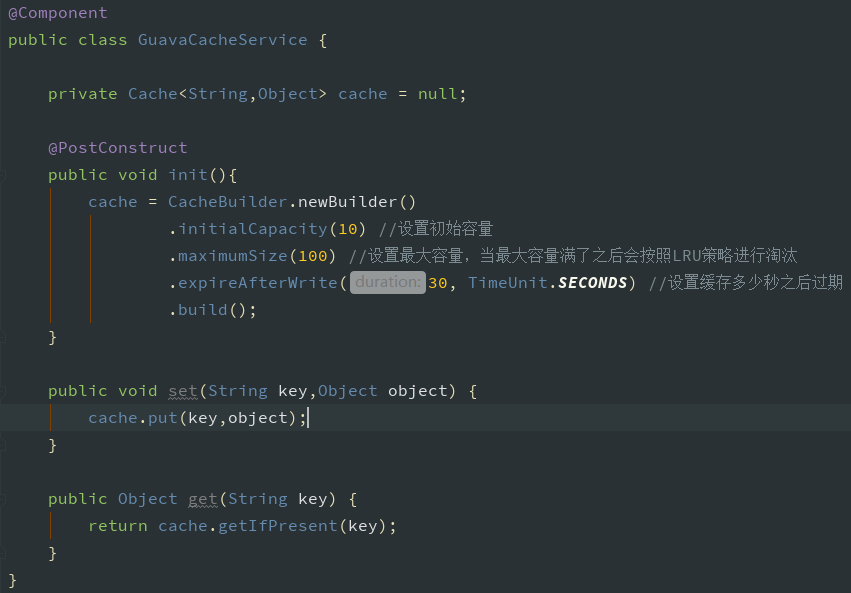 @Component
public class GuavaCacheService {
private Cache<String,Object> cache = null;
@PostConstruct
public void init(){
cache = CacheBuilder.newBuilder()
.initialCapacity(10) //设置初始容量
.maximumSize(100) //设置最大容量，当最大容量满了之后会按照LRU策略进行淘汰
.expireAfterWrite( duration: 30, TimeUnit.SECONDS) //设置缓存多少秒之后过期
.build();
}
public void set(String key,Object object) {
cache.put(key,object);
}
public Object get(String key) {
return cache.getIfPresent(key);
}
}